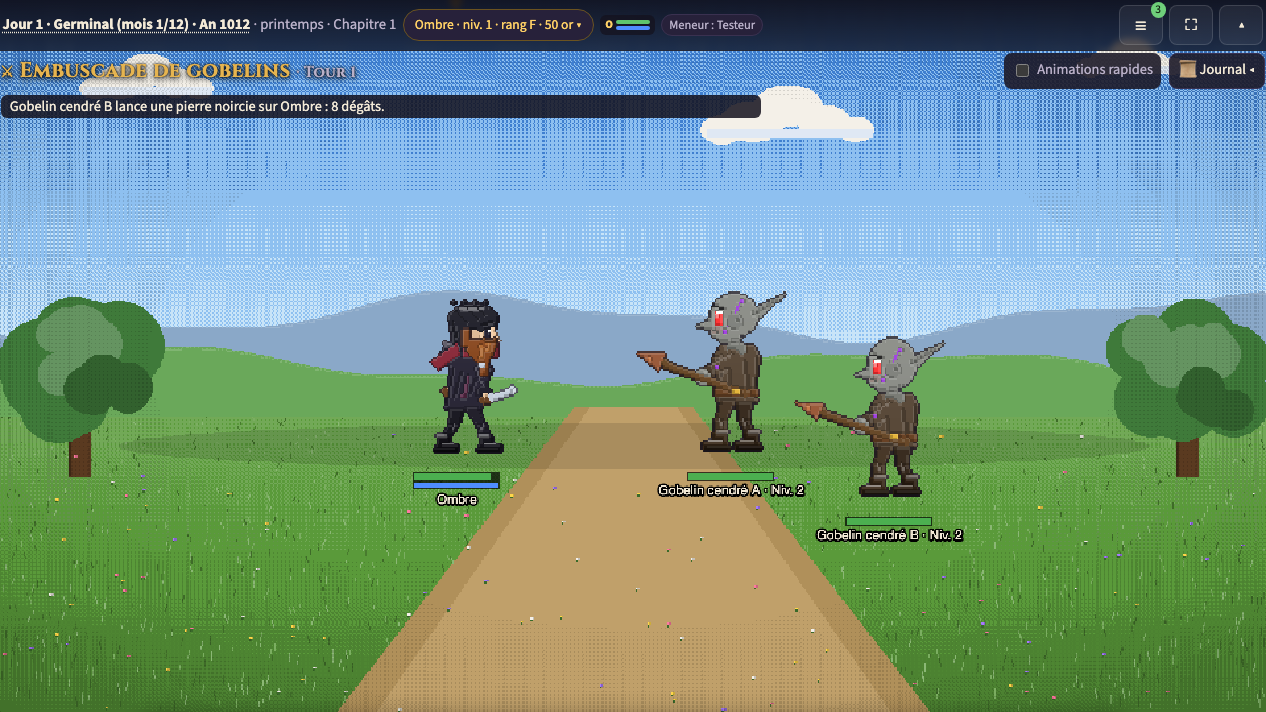 Jour 1 · Germinal (mois 1/12) · An 1012 · printemps · Chapitre 1
Ombre · niv. 1 · rang F · 50 or ▾
O
Meneur : Testeur
3
⚔ Embuscade de gobelins · Tour 1
Animations rapides
Journal ◂
Gobelin cendré B lance une pierre noircie sur Ombre : 8 dégâts.
Ombre
Gobelin cendré A · Niv. 2
Gobelin cendré B · Niv. 2